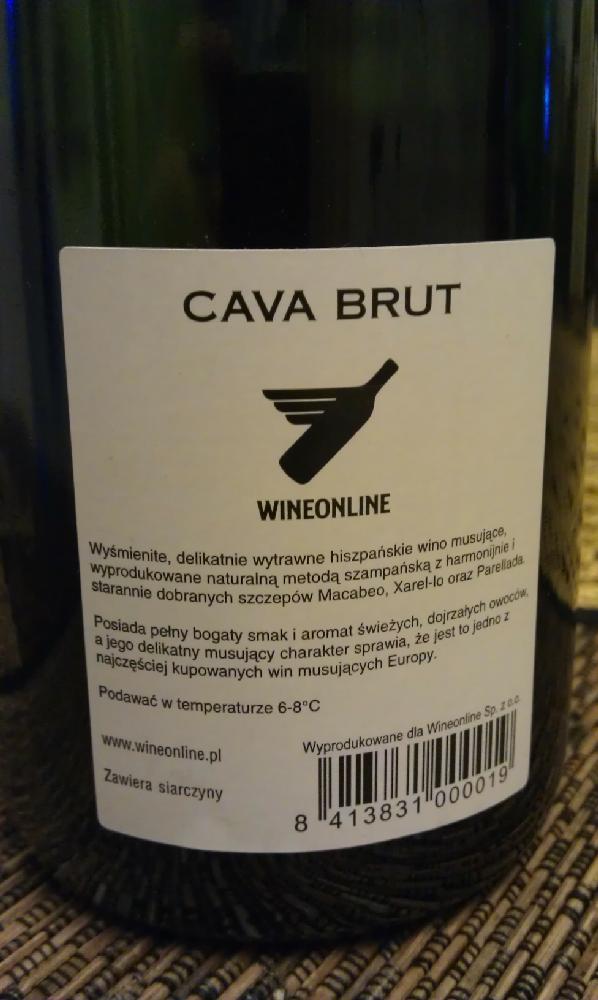 CAVA BRUT
WINEONLINE
Wyśmienite, delikatnie wytrawne hiszpańskie wino musujące,
wyprodukowane naturalną metodą szampańską z harmonijnie i
starannie dobranych szczepów Macabeo, Xarel-lo oraz Parellada.
Posiada pełny bogaty smak i aromat świeżych, dojrzałych owoców,
a jego delikatny musujący charakter sprawia, że jest to jedno z
najczęściej kupowanych win musujących Europy.
Podawać w temperaturze 6-8°C
www.wineonline.pl
Zawiera siarczyny
Wyprodukowane dla Wineonline Sp. z o.o.
8 413831 000019